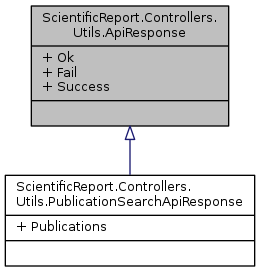 ScientificReport.Controllers.
Utils.ApiResponse
+ Ok
+ Fail
+ Success
ScientificReport.Controllers.
Utils.PublicationSearchApiResponse
+ Publications